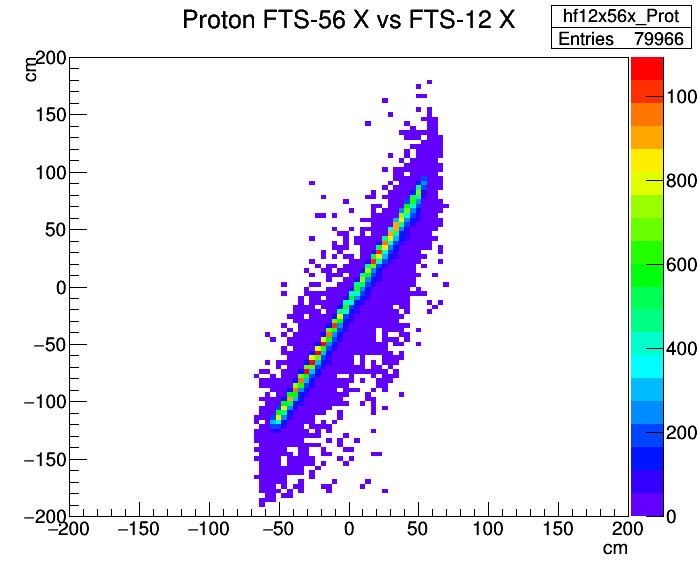 Proton FTS-56 X vs FTS-12 X
hf12x56x_Prot
Entries 79966
cm
200
150
100
50
0
−50
−100
−150
−200
−200 −150 −100 −50 0 50 100 150 200
cm
100
800
600
400
200
0